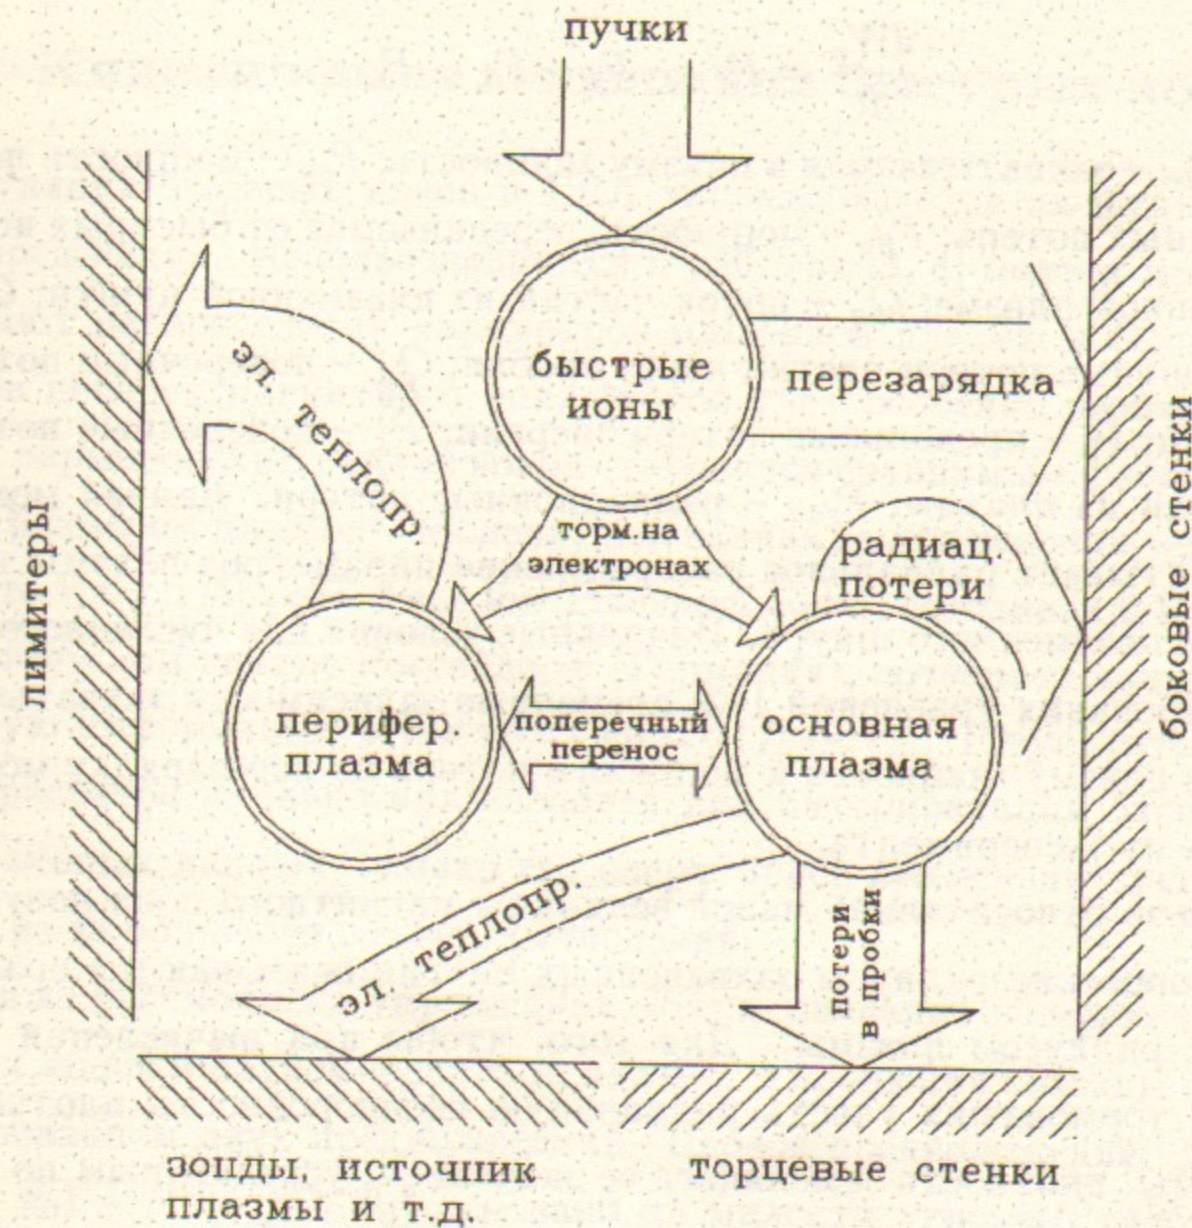 пучки
быстрые
ионы
перезарядка
эл. теплопр.
торм.на
электронах
радиац.
потери
лимитеры
боковые стенки
перифер.
плазма
поперечный
перенос
основная
плазма
эл. теплопр.
потери
в пробки
зонды, источник
плазмы и т.д.
торцевые стенки